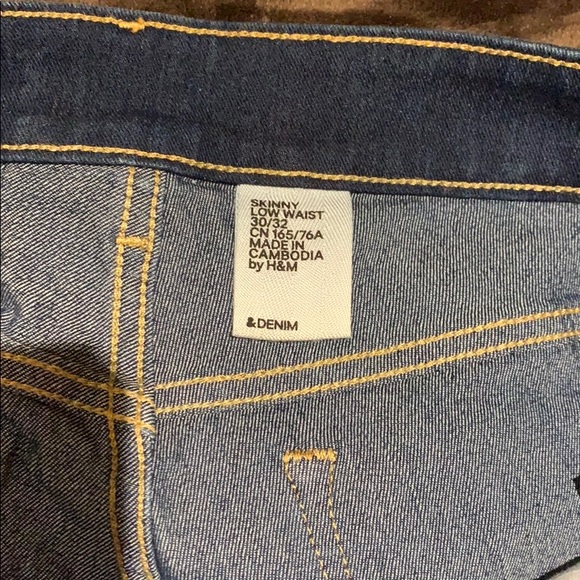 SKINNY
LOW WAIST
30/32
CN 165/76A
MADE IN
CAMBODIA
by H&M
&DENIM